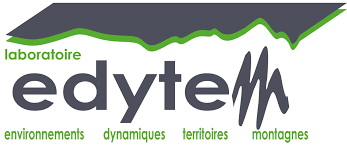 laboratoire
edytem
environnements dynamiques territoires montagnes